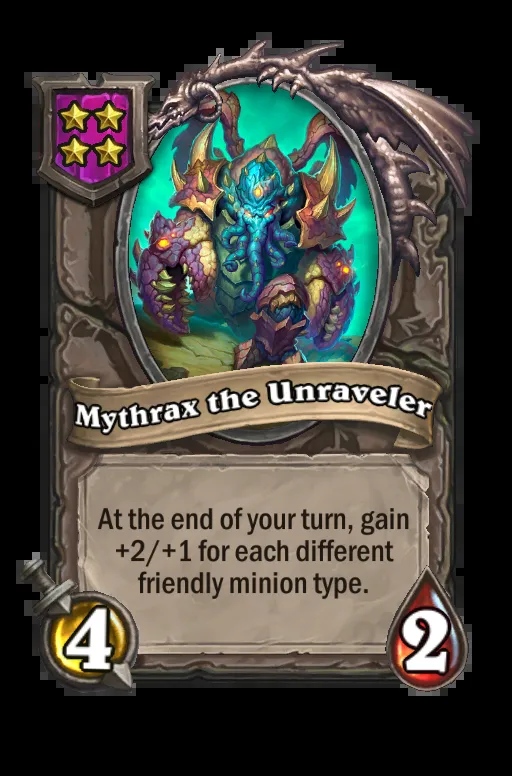 Mythrax the Unraveler
At the end of your turn, gain
+2/+1 for each different
friendly minion type.
4
2